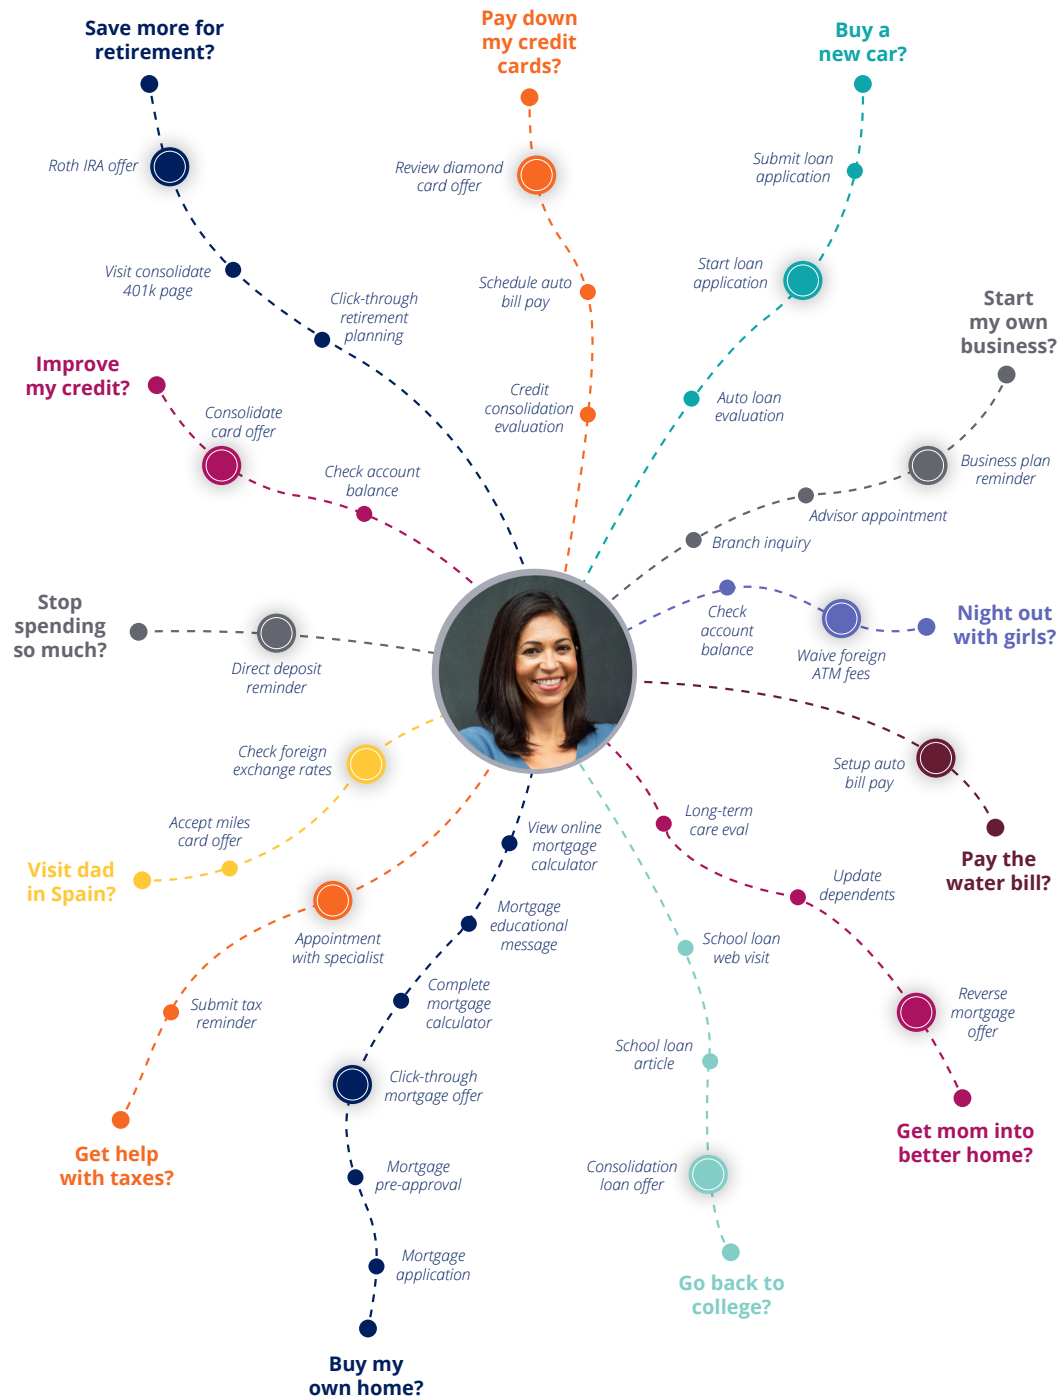 Save more for
retirement?
Roth IRA offer
Visit consolidate
401k page
Click-through
retirement
planning
Pay down
my credit
cards?
Review diamond
card offer
Schedule auto
bill pay
Credit
consolidation
evaluation
Buy a
new car?
Submit loan
application
Start loan
application
Auto loan
evaluation
Start
my own
business?
Business plan
reminder
Advisor appointment
Branch inquiry
Improve
my credit?
Consolidate
card offer
Check account
balance
Night out
with girls?
Check
account
balance
Waive foreign
ATM fees
Stop
spending
so much?
Direct deposit
reminder
Setup auto
bill pay
Pay the
water bill?
Check foreign
exchange rates
Accept miles
card offer
Visit dad
in Spain?
Appointment
with specialist
Submit tax
reminder
Get help
with taxes?
View online
mortgage
calculator
Mortgage
educational
message
Complete
mortgage
calculator
Click-through
mortgage offer
Mortgage
pre-approval
Mortgage
application
Buy my
own home?
School loan
web visit
School loan
article
Consolidation
loan offer
Go back to
college?
Long-term
care eval
Update
dependents
Reverse
mortgage
offer
Get mom into
better home?